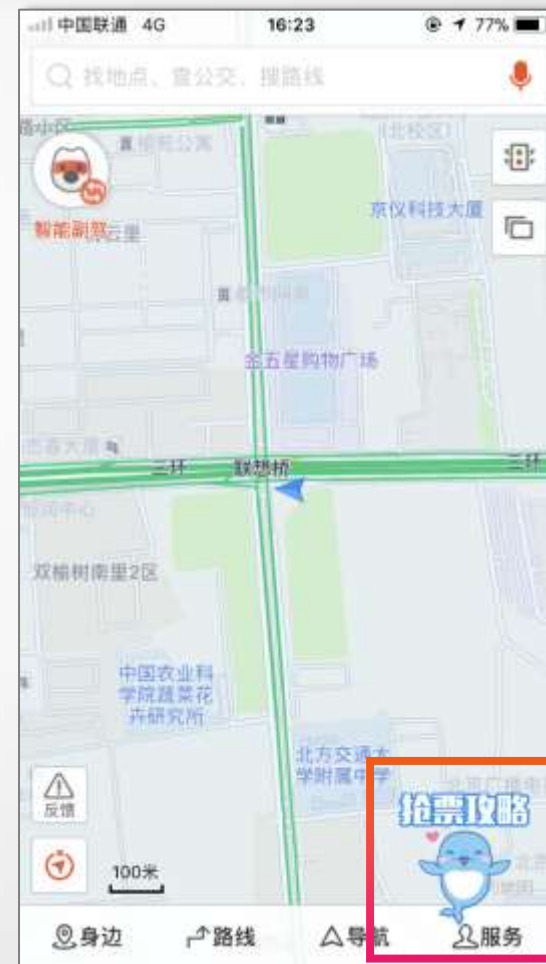 中国联通 4G 16:23 77%
找地点、查公交、搜路线
(北校区)
京仪科技大厦
智能副驾
金五星购物广场
三环 联想桥 三环
双榆树南里2区
中国农业科
学院蔬菜花
卉研究所
北方交通大
学附属中学
反馈
抢票攻略
100米
身边 路线 导航 服务